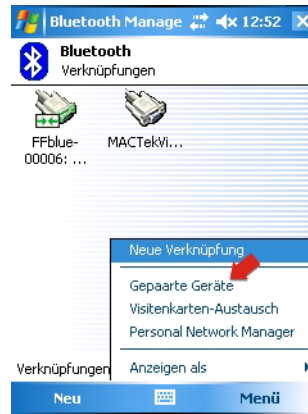 Bluetooth Manage 12:52
Bluetooth
Verknüpfungen
FFblue-
00006: ...
MACTekVi...
Neue Verknüpfung
Gepaarte Geräte
Visitenkarten-Austausch
Personal Network Manager
Verknüpfungen
Anzeigen als
Neu
Menü